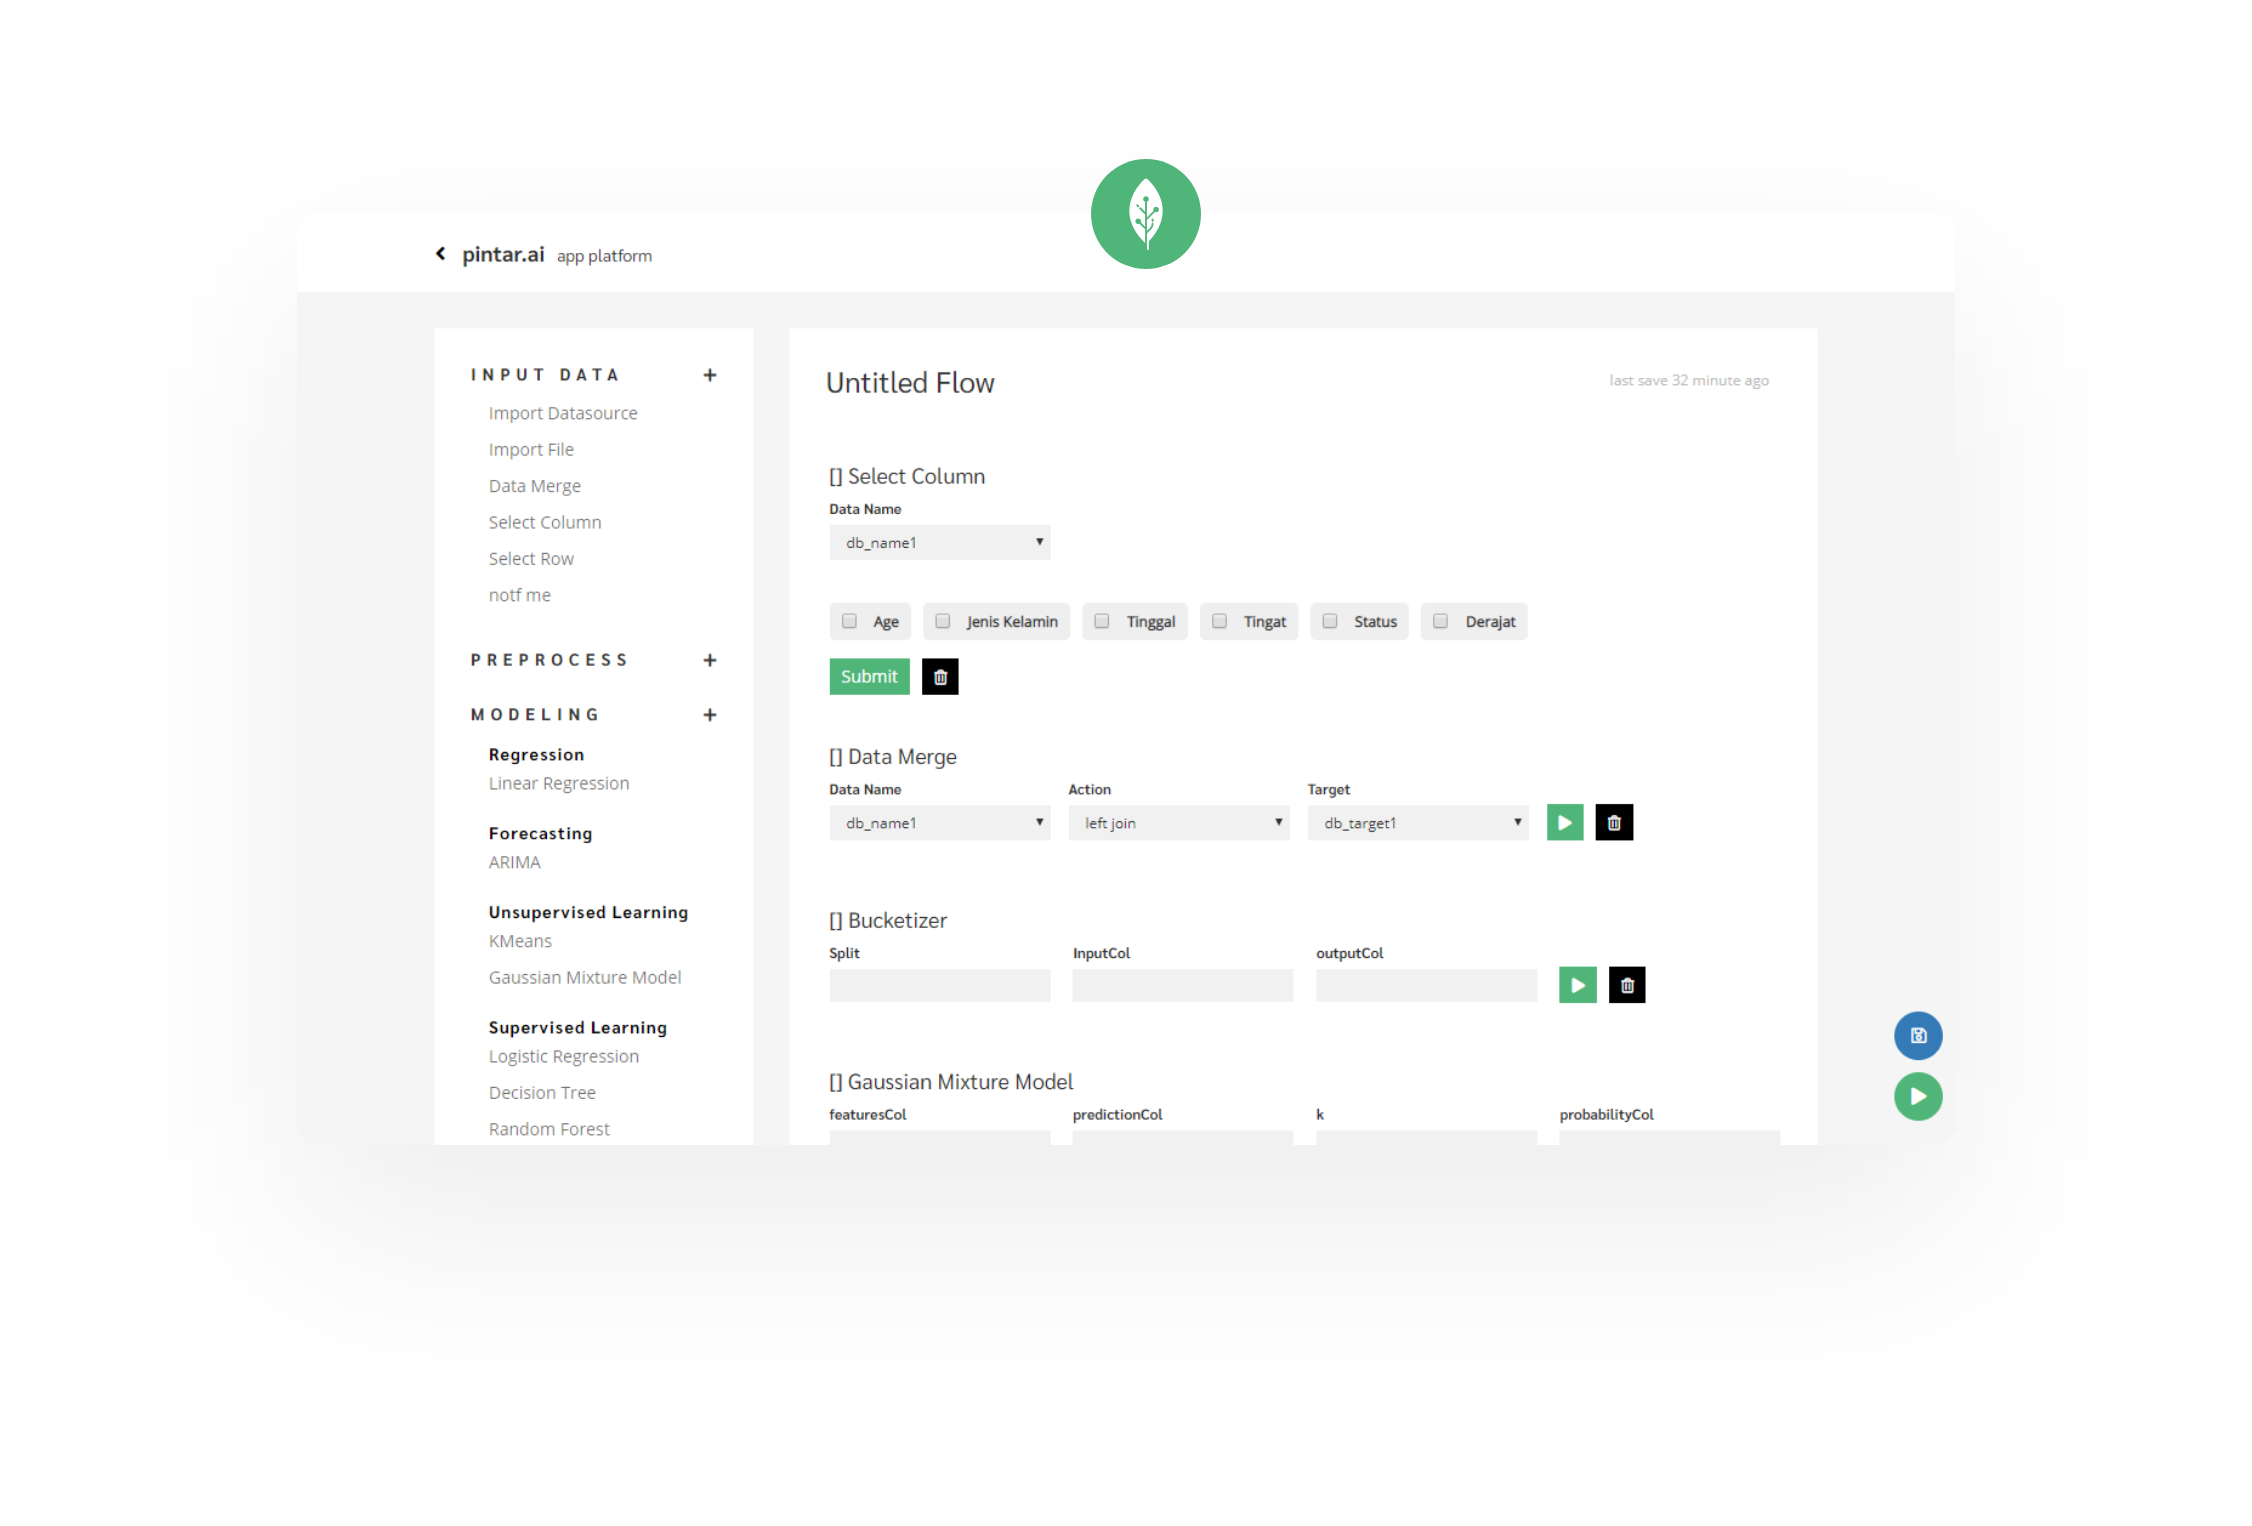 pintar.ai app platform
INPUT DATA
Import Datasource
Import File
Data Merge
Select Column
Select Row
notf me
PREPROCESS
MODELING
Regression
Linear Regression
Forecasting
ARIMA
Unsupervised Learning
KMeans
Gaussian Mixture Model
Supervised Learning
Logistic Regression
Decision Tree
Random Forest
Untitled Flow
last save 32 minute ago
[] Select Column
Data Name
db_name1
Age Jenis Kelamin Tinggal Tingat Status Derajat
Submit
[] Data Merge
Data Name Action Target
db_name1 left join db_target1
[] Bucketizer
Split InputCol outputCol
[] Gaussian Mixture Model
featuresCol predictionCol k probabilityCol